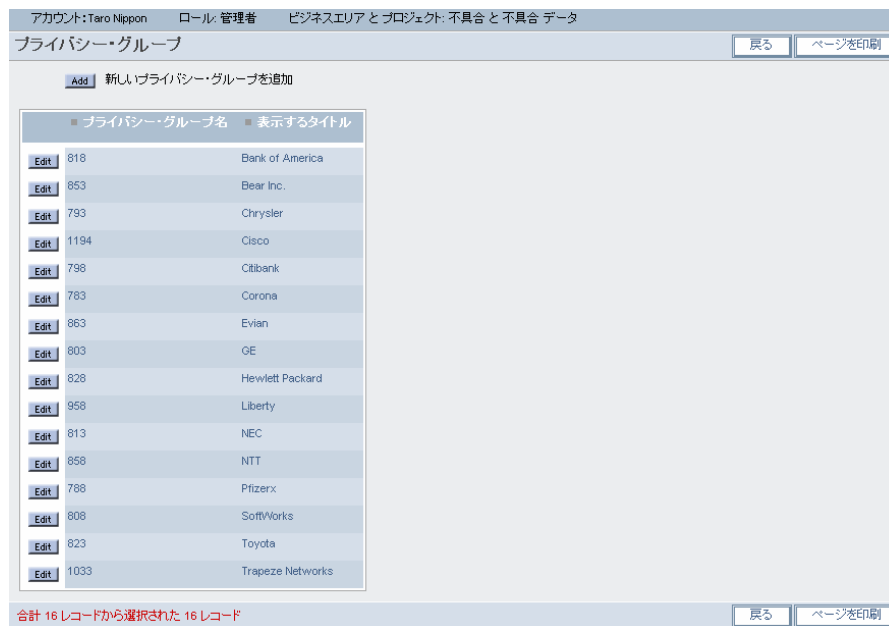 アカウント: Taro Nippon ロール: 管理者 ビジネスエリア と プロジェクト: 不具合 と 不具合 データ
プライバシー・グループ 戻る ページを印刷
Add 新しいプライバシー・グループを追加
プライバシー・グループ名 表示するタイトル
Edit 818 Bank of America
Edit 853 Bear Inc.
Edit 793 Chrysler
Edit 1194 Cisco
Edit 798 Citibank
Edit 783 Corona
Edit 863 Evian
Edit 803 GE
Edit 828 Hewlett Packard
Edit 958 Liberty
Edit 813 NEC
Edit 858 NTT
Edit 788 Pfizerx
Edit 808 SoftWorks
Edit 823 Toyota
Edit 1033 Trapeze Networks
合計 16 レコードから選択された 16 レコード 戻る ページを印刷